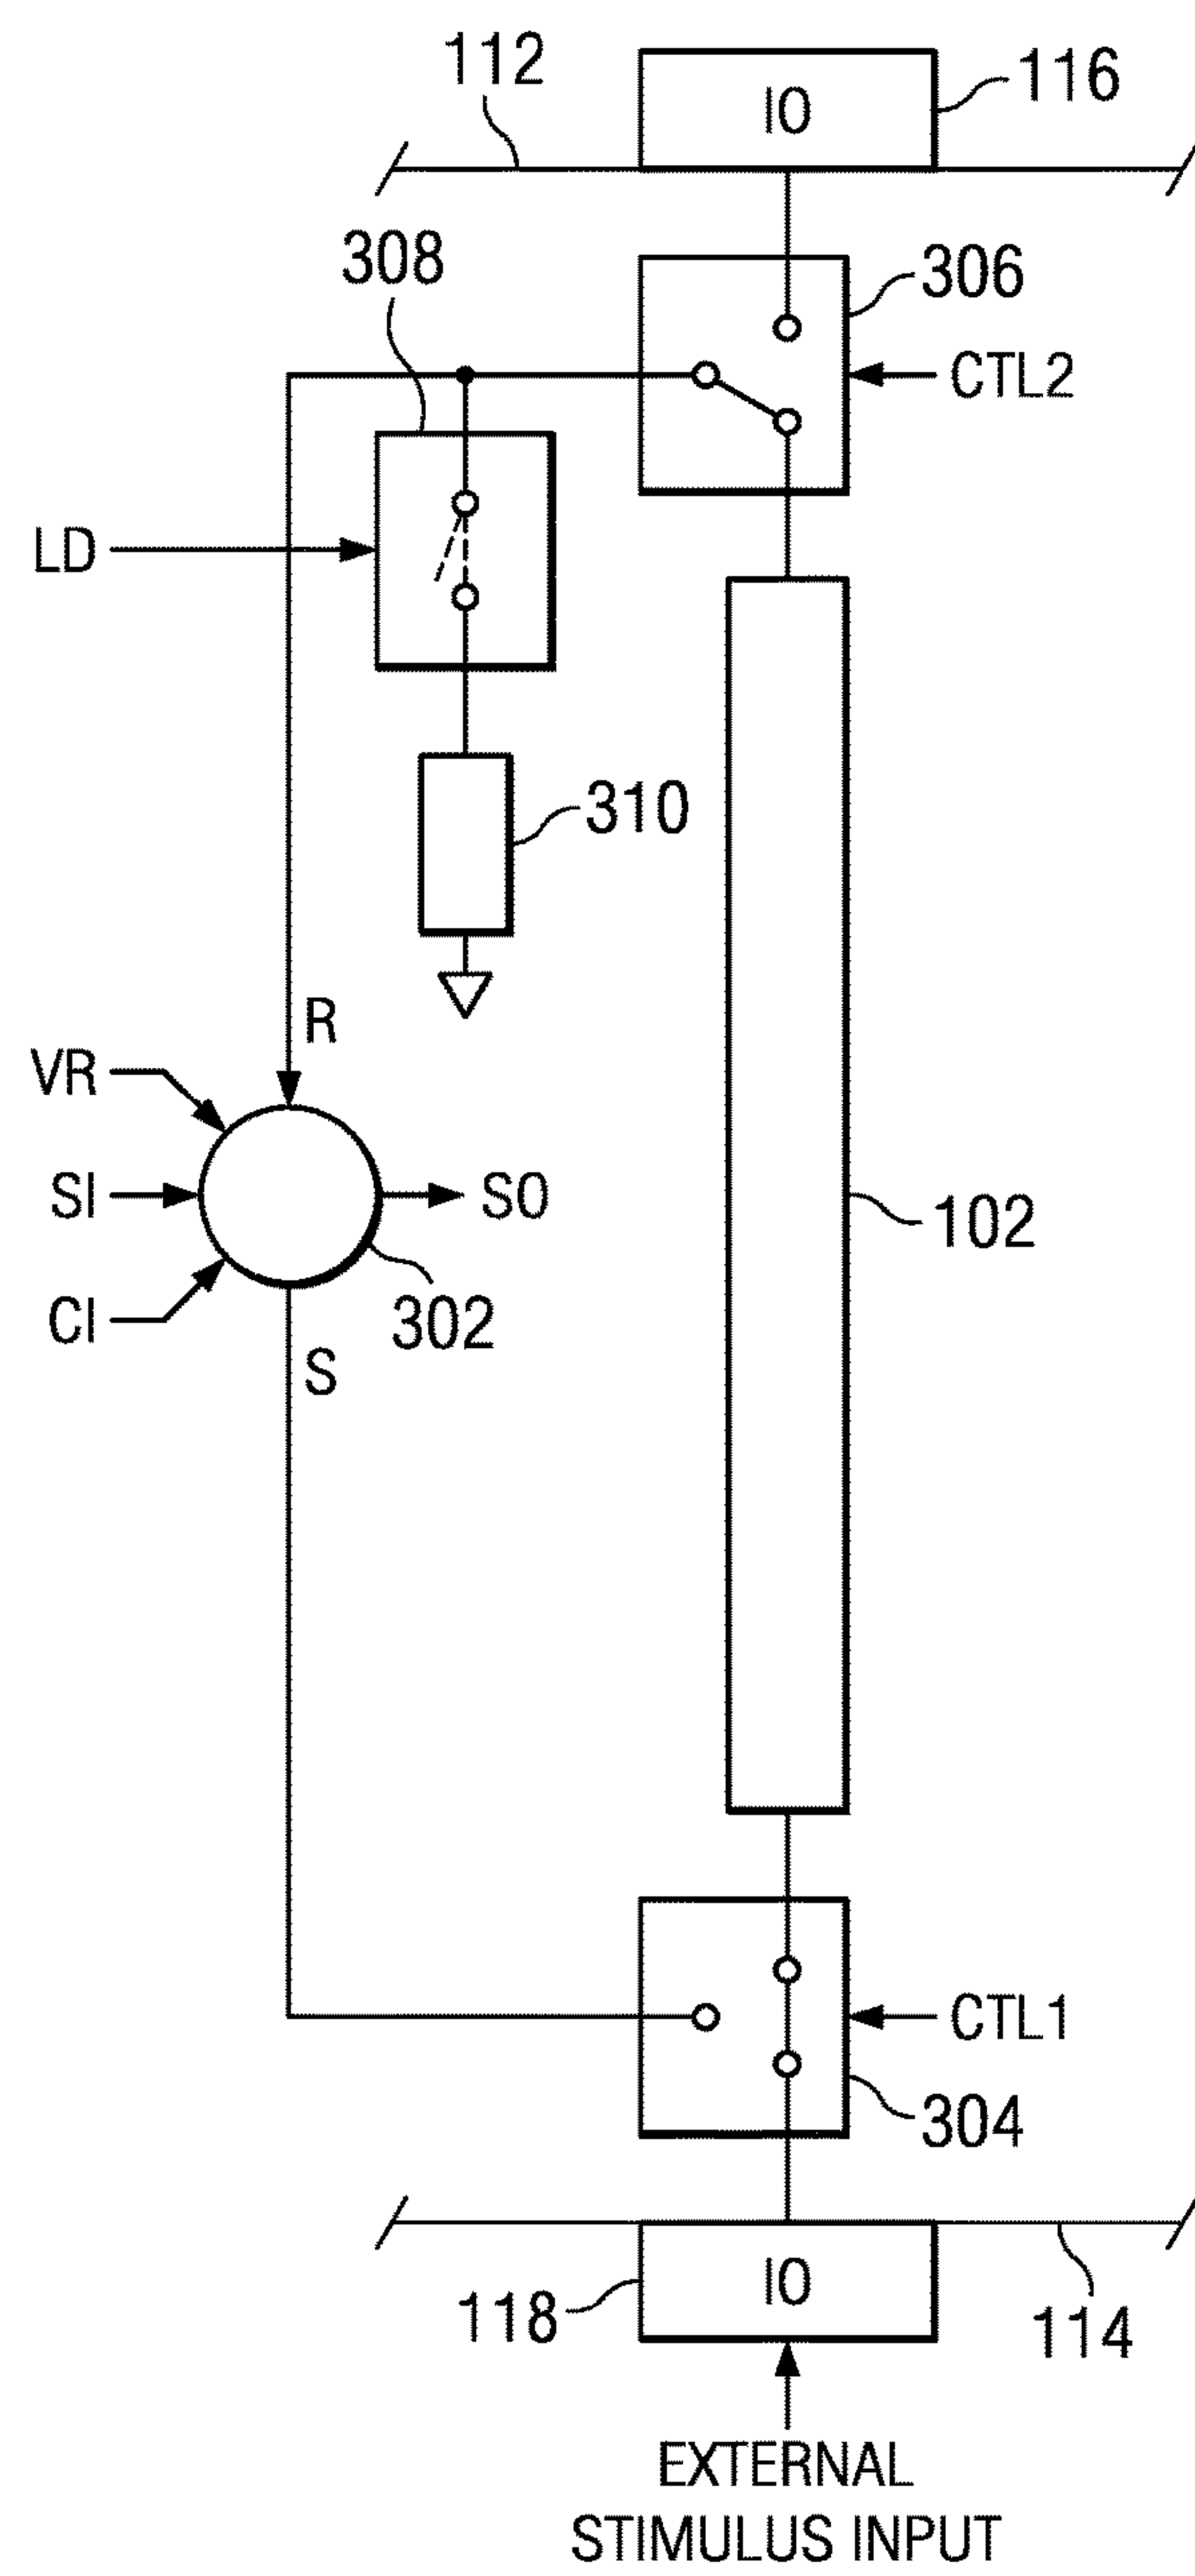 112
IO
116
308
306
CTL2
LD
310
R
VR
SI
SO
102
CI
302
S
CTL1
304
118
IO
114
EXTERNAL
STIMULUS INPUT